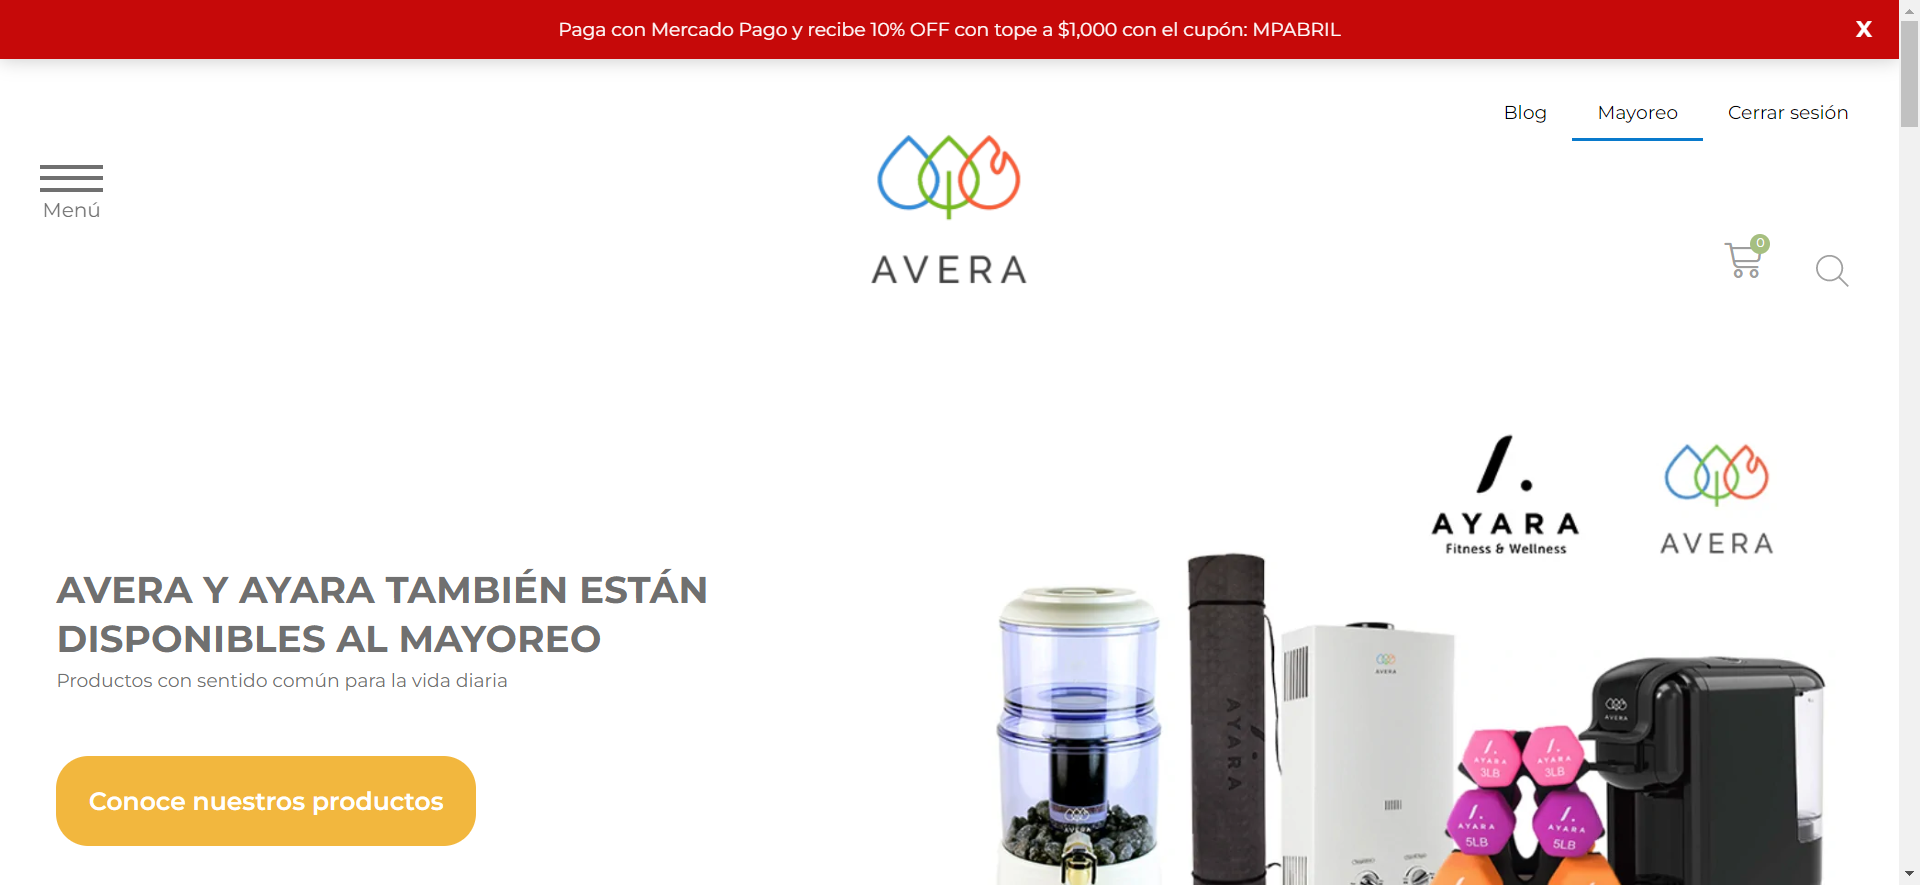 Paga con Mercado Pago y recibe 10% OFF con tope a $1,000 con el cupón: MPABRIL
X
Blog
Mayoreo
Cerrar sesión
Menú
AVERA
0
AYARA
Fitness & Wellness
AVERA
AVERA Y AYARA TAMBIÉN ESTÁN
DISPONIBLES AL MAYOREO
Productos con sentido común para la vida diaria
Conoce nuestros productos
AVERA
AYARA
AVERA
AVERA
AYARA
3LB
AYARA
3LB
AYARA
5LB
AYARA
5LB